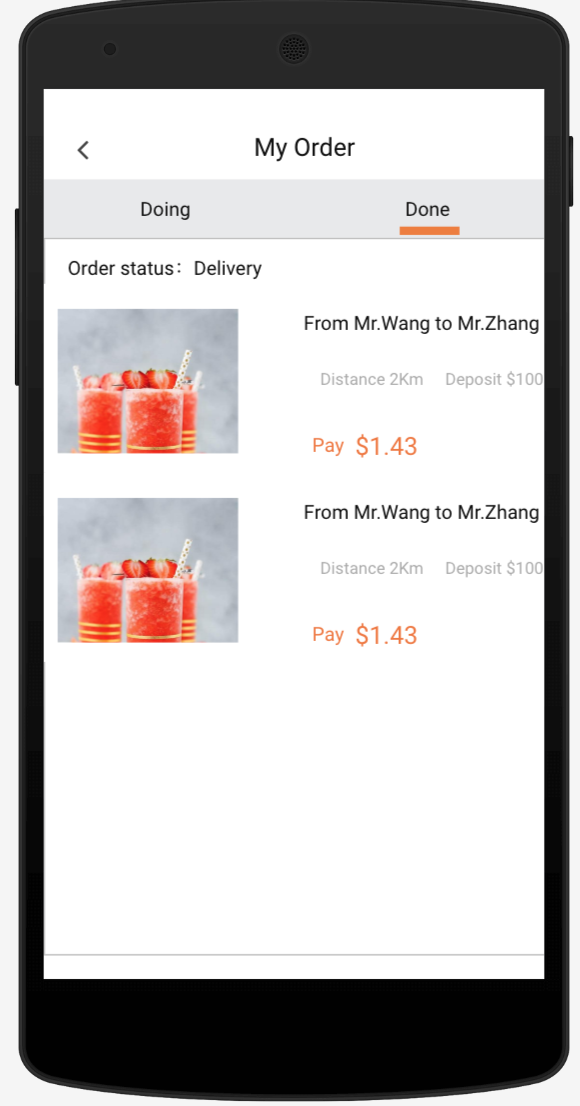 My Order
Doing Done
Order status： Delivery
From Mr.Wang to Mr.Zhang
Distance 2Km Deposit $100
Pay $1.43
From Mr.Wang to Mr.Zhang
Distance 2Km Deposit $100
Pay $1.43